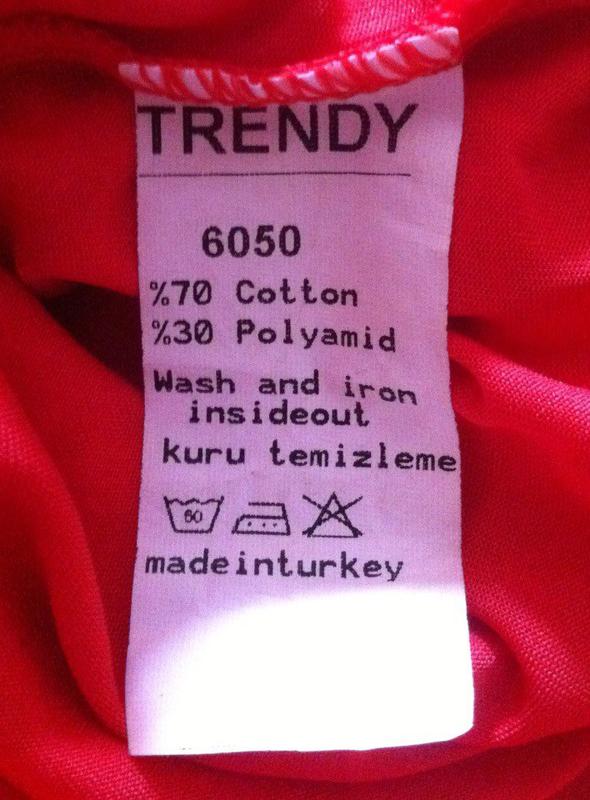 TRENDY
6050
%70 Cotton
%30 Polyamid
Wash and iron
insideout
kuru temizleme
60
madeinturkey